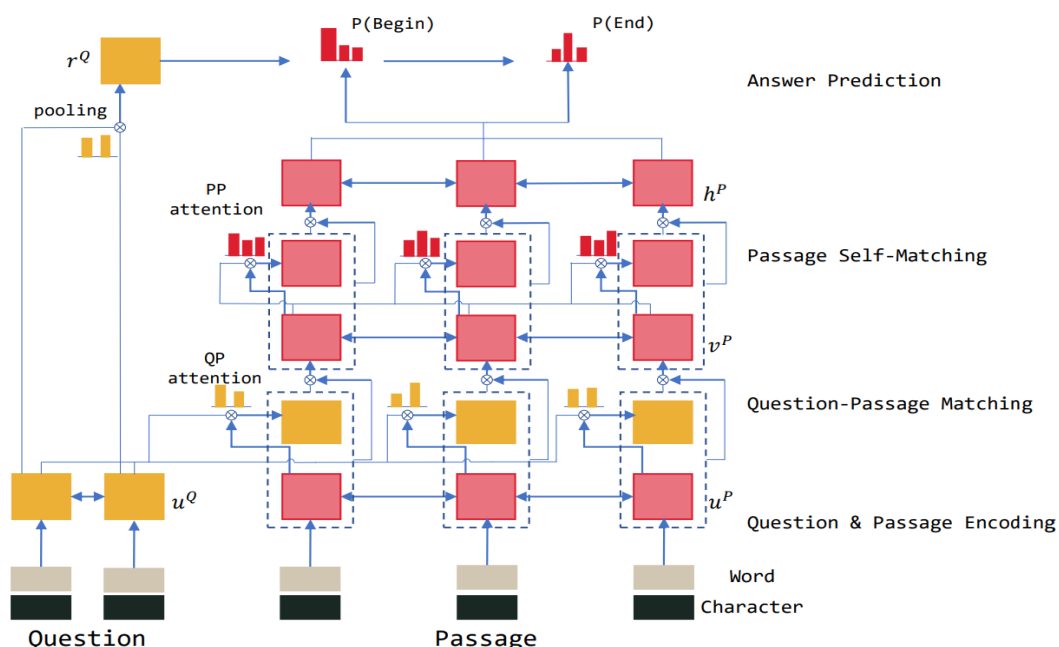 P(Begin)
P(End)
r^Q
Answer Prediction
pooling
PP
attention
h^P
Passage Self-Matching
v^P
QP
attention
Question-Passage Matching
u^Q
u^P
Question & Passage Encoding
Word
Character
Question
Passage